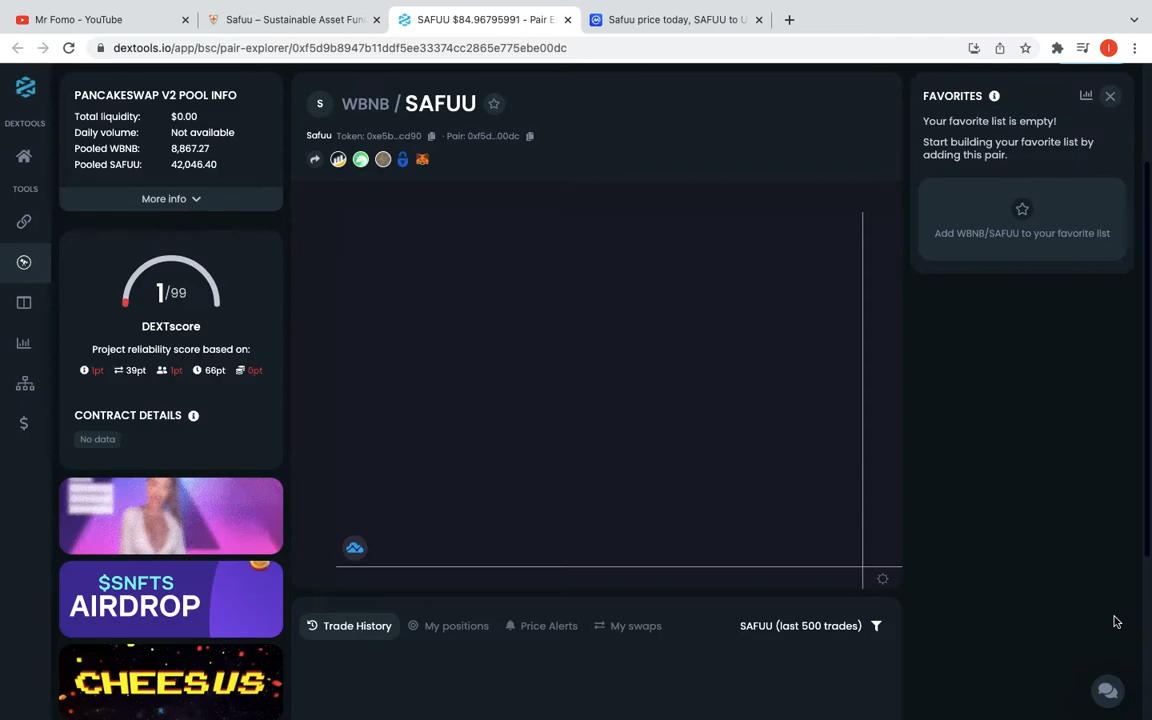 Mr Fomo - YouTube
Safuu – Sustainable Asset Fun
SAFUU $84.96795991 - Pair E
Safuu price today, SAFUU to U
dextools.io/app/bsc/pair-explorer/0xf5d9b8947b11ddf5ee33374cc2865e775ebe00dc
I
DEXTOOLS
TOOLS
PANCAKESWAP V2 POOL INFO
Total liquidity: $0.00
Daily volume: Not available
Pooled WBNB: 8,867.27
Pooled SAFUU: 42,046.40
More info
1/99
DEXTscore
Project reliability score based on:
1pt 39pt 1pt 66pt 0pt
CONTRACT DETAILS
No data
$SNFTS
AIRDROP
CHEESUS
S
WBNB / SAFUU
Safuu Token: 0xe5b...cd90 · Pair: 0xf5d...00dc
Trade History
My positions
Price Alerts
My swaps
SAFUU (last 500 trades)
FAVORITES
Your favorite list is empty!
Start building your favorite list by
adding this pair.
Add WBNB/SAFUU to your favorite list